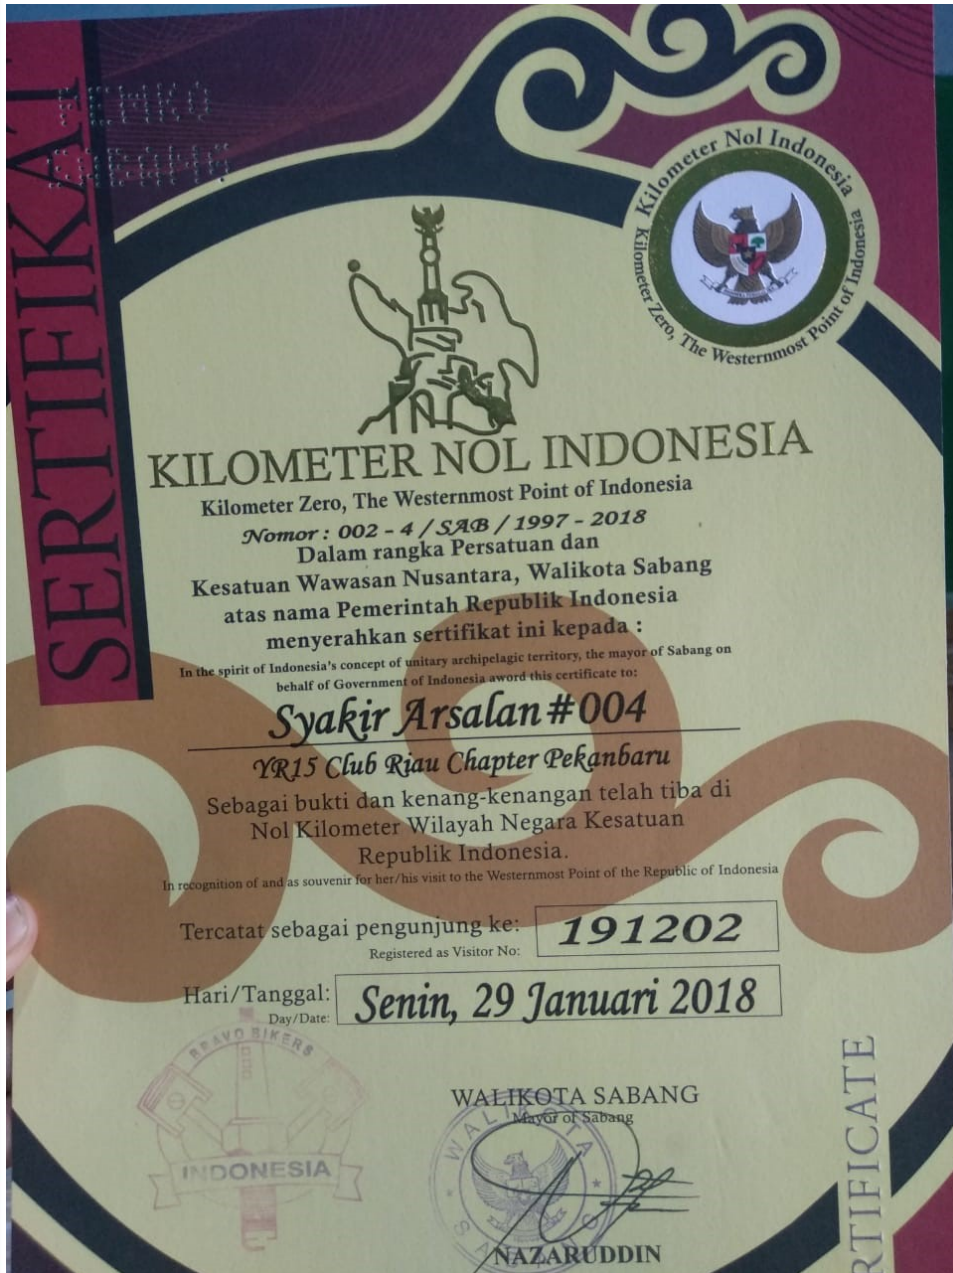 SERTIFIKAT
Kilometer Nol Indonesia
Kilometer Zero, The Westernmost Point of Indonesia
KILOMETER NOL INDONESIA
Kilometer Zero, The Westernmost Point of Indonesia
Nomor : 002 - 4 / SAB / 1997 - 2018
Dalam rangka Persatuan dan
Kesatuan Wawasan Nusantara, Walikota Sabang
atas nama Pemerintah Republik Indonesia
menyerahkan sertifikat ini kepada :
In the spirit of Indonesia's concept of unitary archipelagic territory, the mayor of Sabang on
behalf of Government of Indonesia aword this certificate to:
Syakir Arsalan #004
YR15 Club Riau Chapter Pekanbaru
Sebagai bukti dan kenang-kenangan telah tiba di
Nol Kilometer Wilayah Negara Kesatuan
Republik Indonesia.
In recognition of and as souvenir for her/his visit to the Westernmost Point of the Republic of Indonesia
Tercatat sebagai pengunjung ke: 191202
Registered as Visitor No:
Hari/Tanggal: Senin, 29 Januari 2018
Day/Date:
BRAVO BIKERS
INDONESIA
WALIKOTA SABANG
Mayor of Sabang
WALIKOTA
SABANG
NAZARUDDIN
RTIFICATE